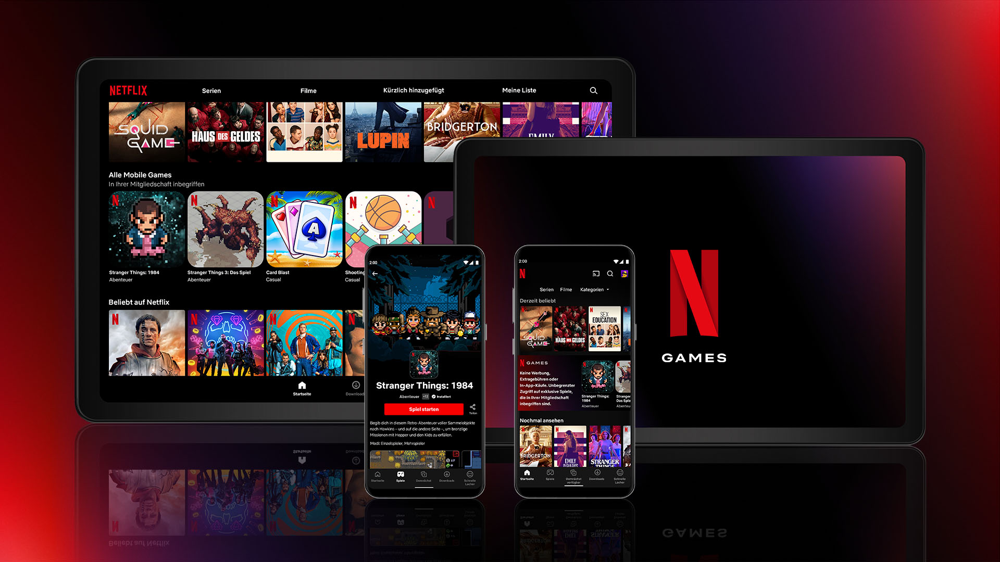 NETFLIX
Serien
Filme
Kürzlich hinzugefügt
Meine Liste
SQUID
GAME
HAUS DES GELDES
LUPIN
BRIDGERTON
EMILY
Alle Mobile Games
In Ihrer Mitgliedschaft inbegriffen
N
N
N
A
N
N
Stranger Things: 1984
Abenteuer
Stranger Things 3: Das Spiel
Abenteuer
Card Blast
Casual
Shooting
Casual
Beliebt auf Netflix
N
N
N
N
Startseite
Downloads
2:00
Stranger Things: 1984
Abenteuer +12 Installiert
Spiel starten
Teilen
Begib dich in diesem Retro-Abenteuer voller Sammelobjekte
nach Hawkins – und auf die andere Seite –, um brenzlige
Missionen mit Hopper und den Kids zu erfüllen.
Modi: Einzelspieler, Mehrspieler
17
0
Startseite
Spiele
Demnächst
Downloads
Schnelle
Lacher
2:00
N
Serien
Filme
Kategorien
Derzeit beliebt
SQUID
GAME
HAUS DES GELDES
SEX
EDUCATION
N GAMES
Keine Werbung,
Extragebühren oder
In-App-Käufe. Unbegrenzter
Zugriff auf exklusive Spiele,
die in Ihrer Mitgliedschaft
inbegriffen sind.
Stranger Things:
1984
Abenteuer
Stranger
Das Spie
Abenteu
Nochmal ansehen
BRIDGERTON
EMILY
IN PARIS
STRANGER
THINGS
Startseite
Spiele
Demnächst
verfügbar
Downloads
Schnelle
Lacher
N
GAMES